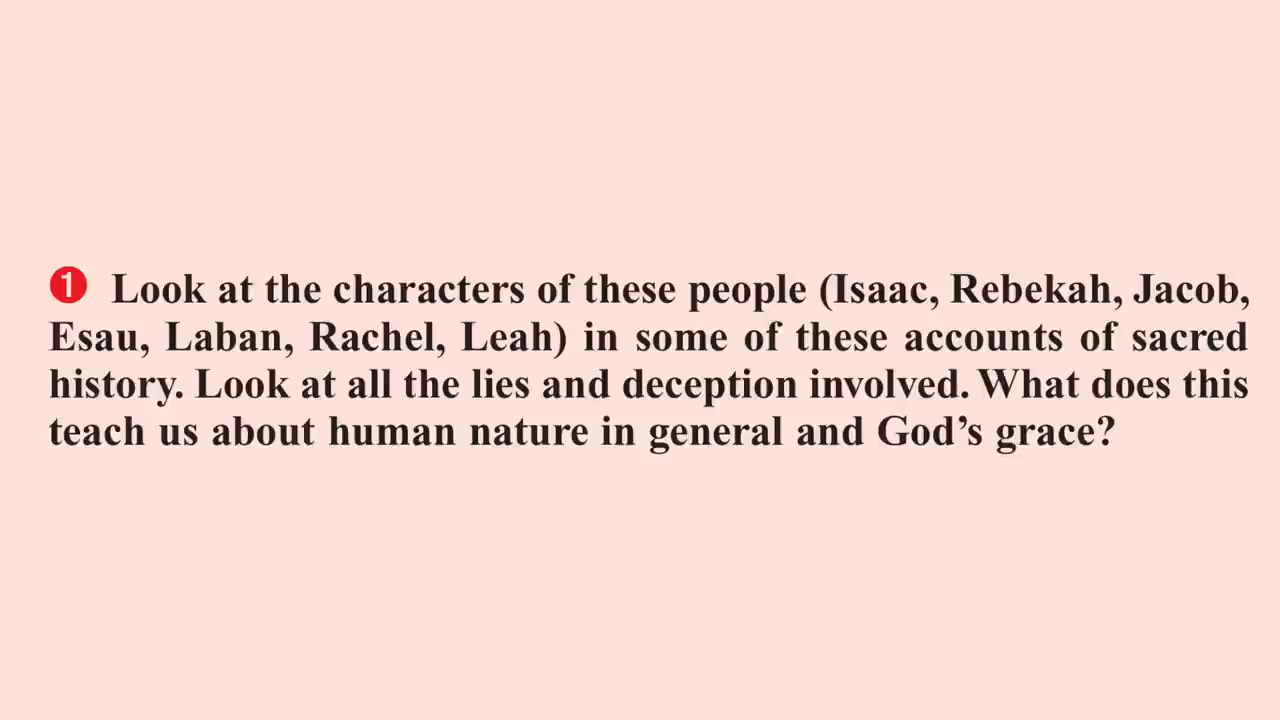 ❶ Look at the characters of these people (Isaac, Rebekah, Jacob,
Esau, Laban, Rachel, Leah) in some of these accounts of sacred
history. Look at all the lies and deception involved. What does this
teach us about human nature in general and God’s grace?